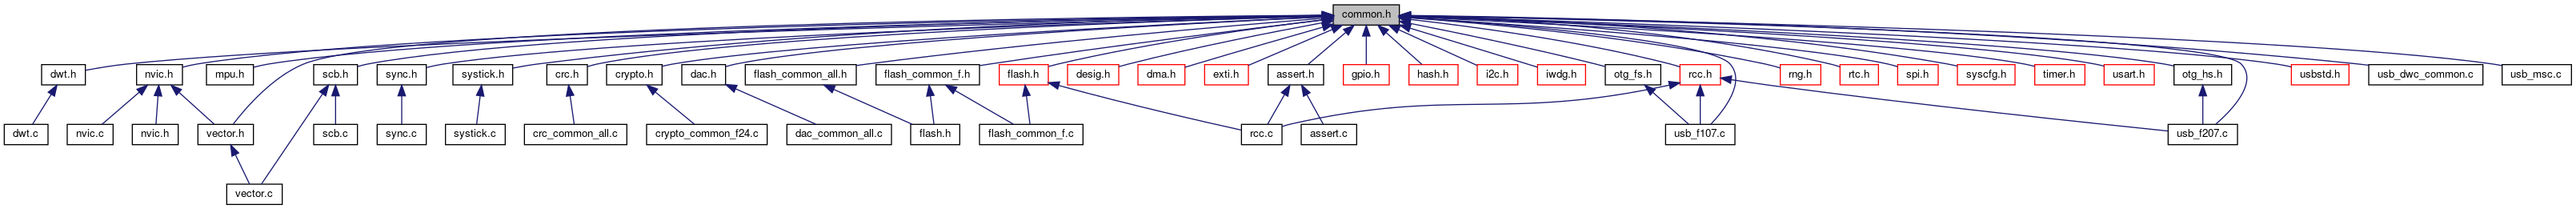 common.h
dwt.h
nvic.h
mpu.h
scb.h
sync.h
systick.h
crc.h
crypto.h
dac.h
flash_common_all.h
flash_common_f.h
flash.h
desig.h
dma.h
exti.h
assert.h
gpio.h
hash.h
i2c.h
iwdg.h
otg_fs.h
rcc.h
rng.h
rtc.h
spi.h
syscfg.h
timer.h
usart.h
otg_hs.h
usbstd.h
usb_dwc_common.c
usb_msc.c
dwt.c
nvic.c
nvic.h
vector.h
scb.c
sync.c
systick.c
crc_common_all.c
crypto_common_f24.c
dac_common_all.c
flash.h
flash_common_f.c
rcc.c
assert.c
usb_f107.c
usb_f207.c
vector.c